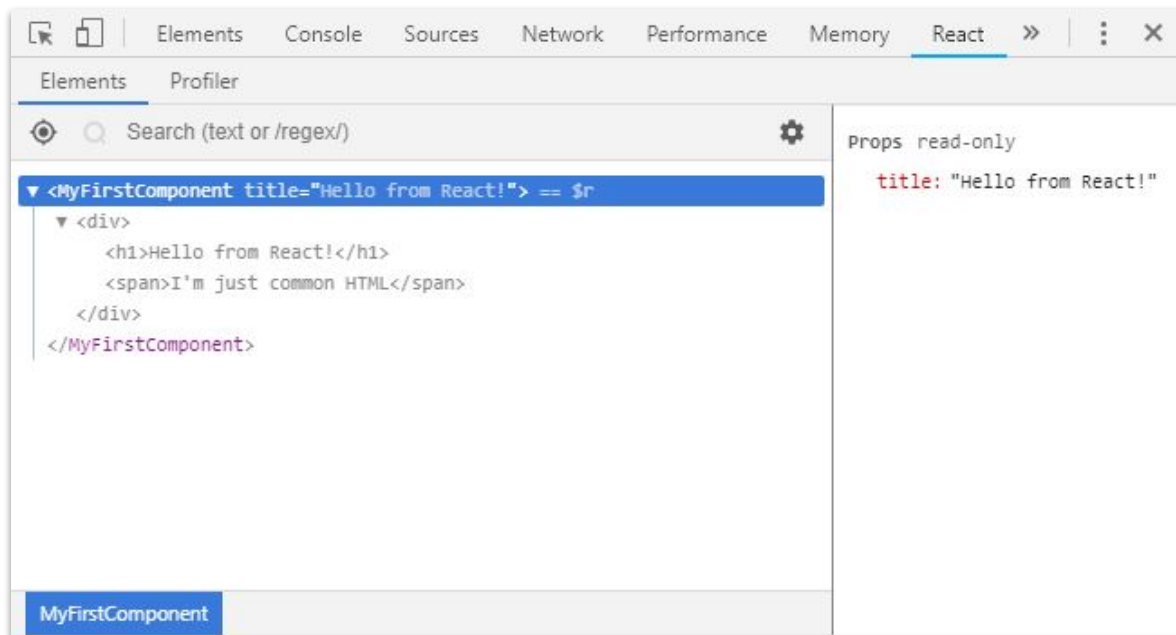 Elements Console Sources Network Performance Memory React »
Elements Profiler
Search (text or /regex/)
Props read-only
title: "Hello from React!"
▼ <MyFirstComponent title="Hello from React!"> == $r
▼ <div>
<h1>Hello from React!</h1>
<span>I'm just common HTML</span>
</div>
</MyFirstComponent>
MyFirstComponent